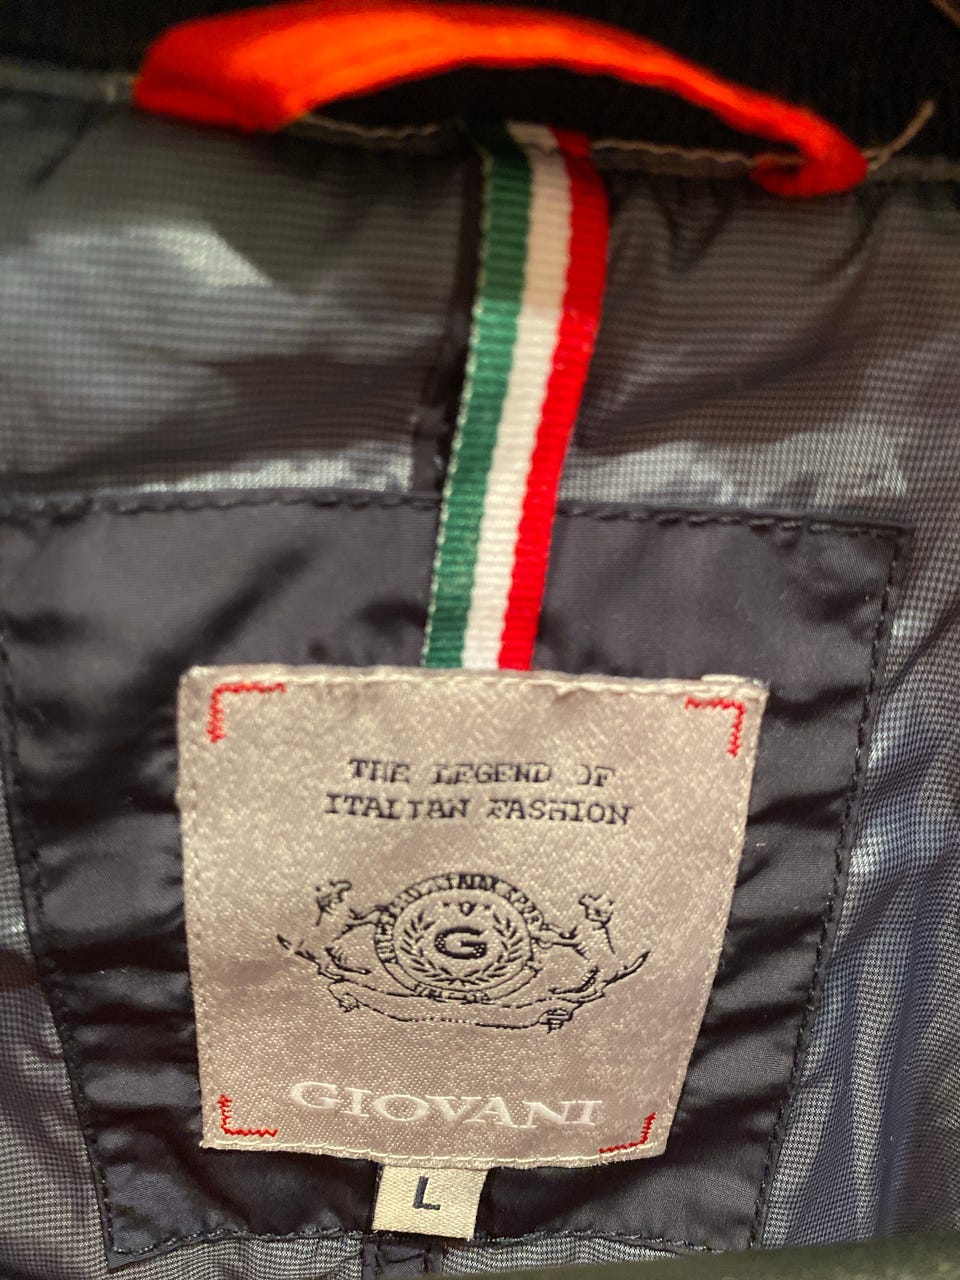 THE LEGEND OF
ITALIAN FASHION
G
GIOVANI
L